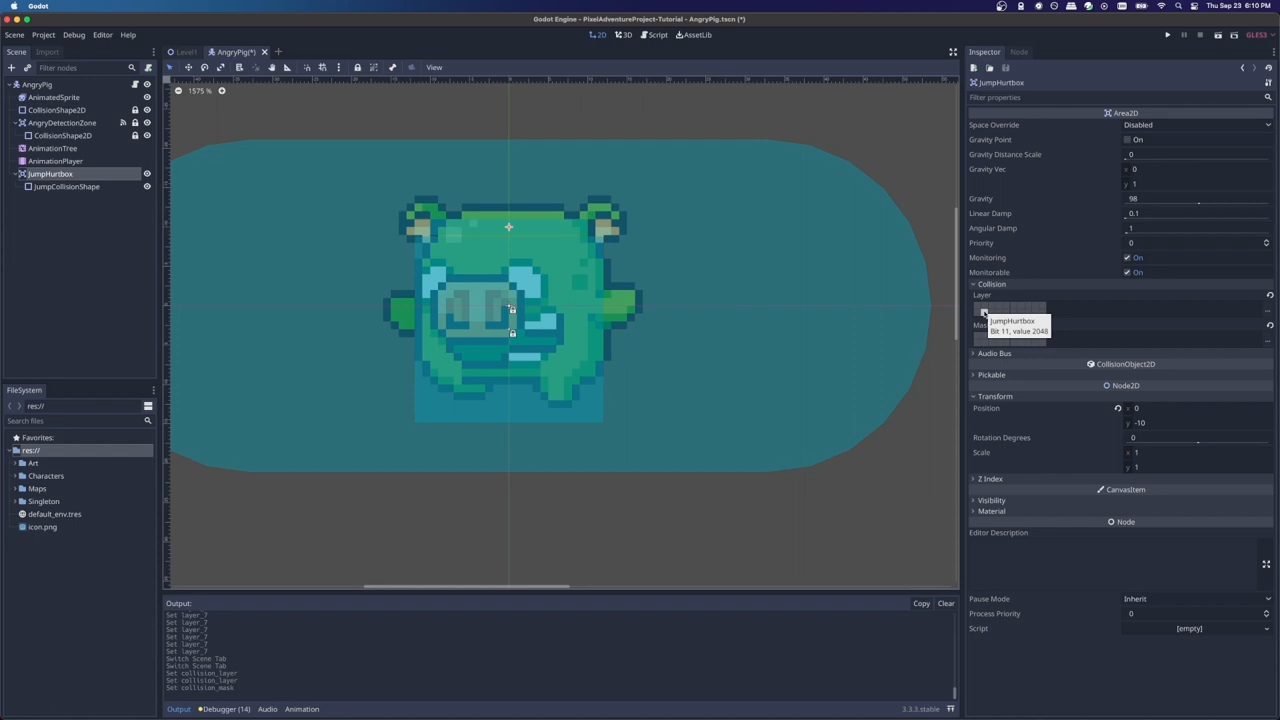 Godot
Thu Sep 23 6:10 PM
Godot Engine - PixelAdventureProject-Tutorial - AngryPig.tscn (*)
Scene Project Debug Editor Help
2D 3D Script AssetLib
GLES3
Scene Import
Filter nodes
AngryPig
AnimatedSprite
CollisionShape2D
AngryDetectionZone
CollisionShape2D
AnimationTree
AnimationPlayer
JumpHurtbox
JumpCollisionShape
Level1 AngryPig(*)
View
1575 %
FileSystem
res://
Search files
Favorites:
res://
Art
Characters
Maps
Singleton
default_env.tres
icon.png
Output:
Copy Clear
Set layer_7
Set layer_7
Set layer_7
Set layer_7
Set layer_7
Set layer_7
Switch Scene Tab
Switch Scene Tab
Set collision_layer
Set collision_layer
Set collision_mask
Output Debugger (14) Audio Animation
3.3.3.stable
Inspector Node
JumpHurtbox
Filter properties
Area2D
Space Override Disabled
Gravity Point On
Gravity Distance Scale 0
Gravity Vec x 0
y 1
Gravity 98
Linear Damp 0.1
Angular Damp 1
Priority 0
Monitoring On
Monitorable On
Collision
Layer
JumpHurtbox
Bit 11, value 2048
Audio Bus
CollisionObject2D
Pickable
Node2D
Transform
Position x 0
y -10
Rotation Degrees 0
Scale x 1
y 1
Z Index
CanvasItem
Visibility
Material
Node
Editor Description
Pause Mode Inherit
Process Priority 0
Script [empty]